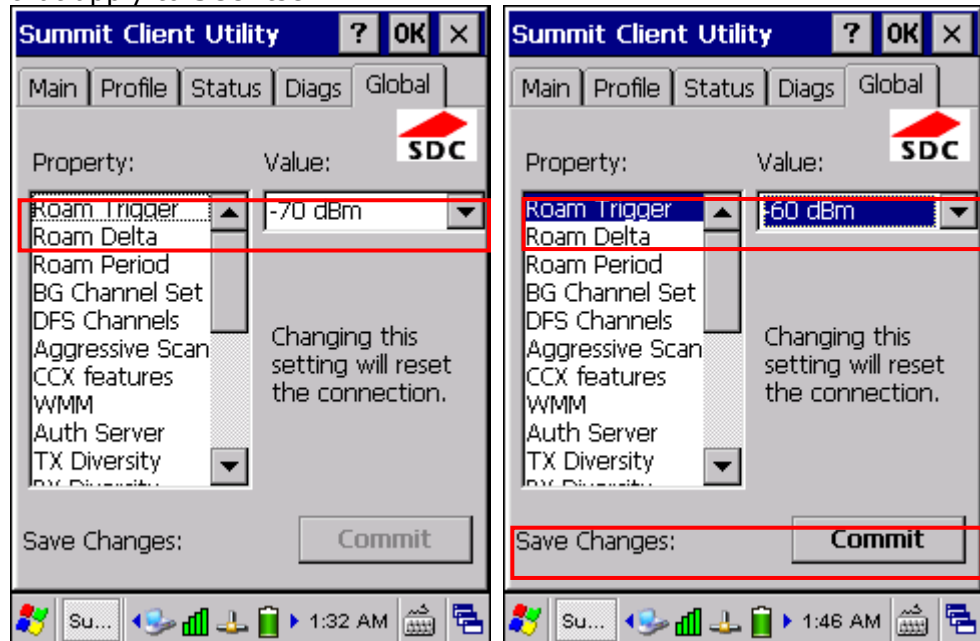 Summit Client Utility ? OK ×
Main Profile Status Diags Global
SDC
Property: Value:
Roam Trigger -70 dBm
Roam Delta
Roam Period
BG Channel Set
DFS Channels
Aggressive Scan
CCX features
WMM
Auth Server
TX Diversity
Changing this
setting will reset
the connection.
Save Changes: Commit
Su... 1:32 AM
Summit Client Utility ? OK ×
Main Profile Status Diags Global
SDC
Property: Value:
Roam Trigger -60 dBm
Roam Delta
Roam Period
BG Channel Set
DFS Channels
Aggressive Scan
CCX features
WMM
Auth Server
TX Diversity
Changing this
setting will reset
the connection.
Save Changes: Commit
Su... 1:46 AM